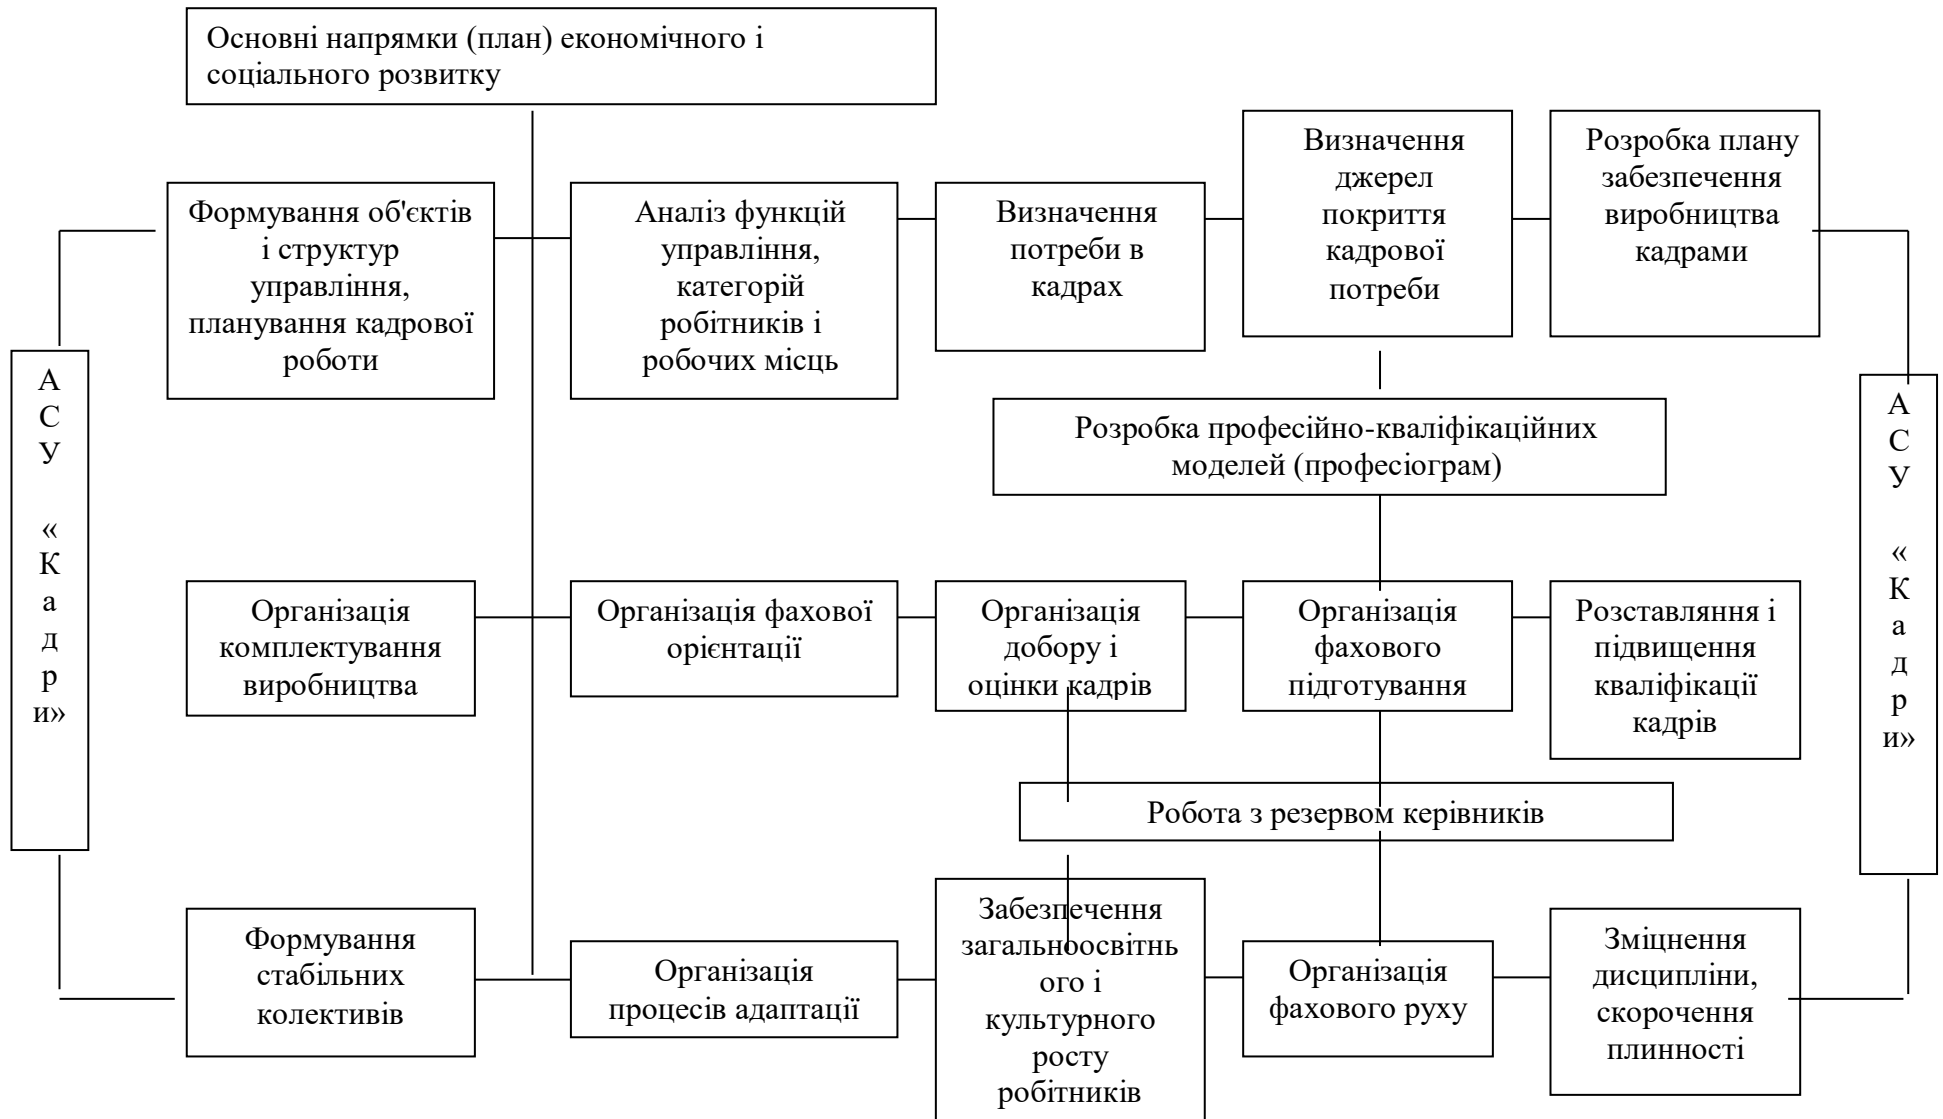 Основні напрямки (план) економічного і
соціального розвитку
Формування об'єктів
і структур
управління,
планування кадрової
роботи
Аналіз функцій
управління,
категорій
робітників і
робочих місць
Визначення
потреби в
кадрах
Визначення
джерел
покриття
кадрової
потреби
Розробка плану
забезпечення
виробництва
кадрами
А
С
У
«
К
а
д
р
и»
Розробка професійно-кваліфікаційних
моделей (професіограм)
А
С
У
«
К
а
д
р
и»
Організація
комплектування
виробництва
Організація фахової
орієнтації
Організація
добору і
оцінки кадрів
Організація
фахового
підготування
Розставляння і
підвищення
кваліфікації
кадрів
Робота з резервом керівників
Формування
стабільних
колективів
Організація
процесів адаптації
Забезпечення
загальноосвітнь
ого і
культурного
росту
робітників
Організація
фахового руху
Зміцнення
дисципліни,
скорочення
плинності